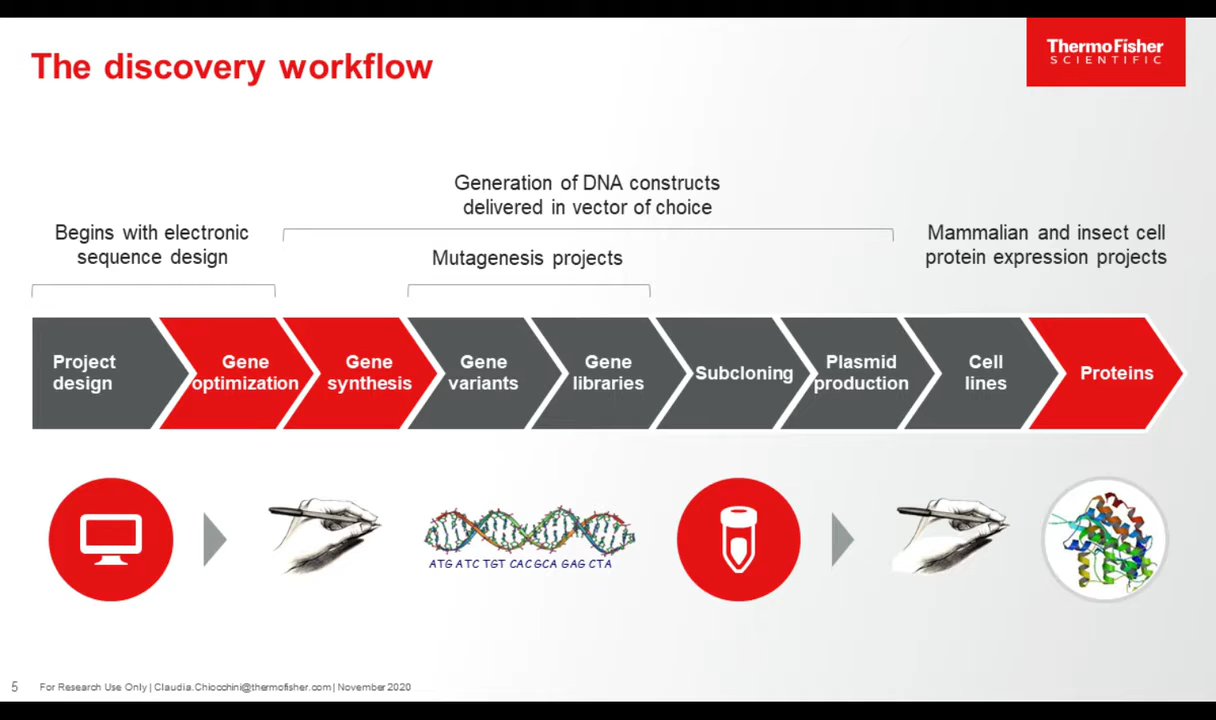 The discovery workflow
ThermoFisher
SCIENTIFIC
Generation of DNA constructs
delivered in vector of choice
Begins with electronic
sequence design
Mutagenesis projects
Mammalian and insect cell
protein expression projects
Project
design
Gene
optimization
Gene
synthesis
Gene
variants
Gene
libraries
Subcloning
Plasmid
production
Cell
lines
Proteins
ATG ATC TGT CAC GCA GAG CTA
5 For Research Use Only | Claudia.Chiocchini@thermofisher.com | November 2020